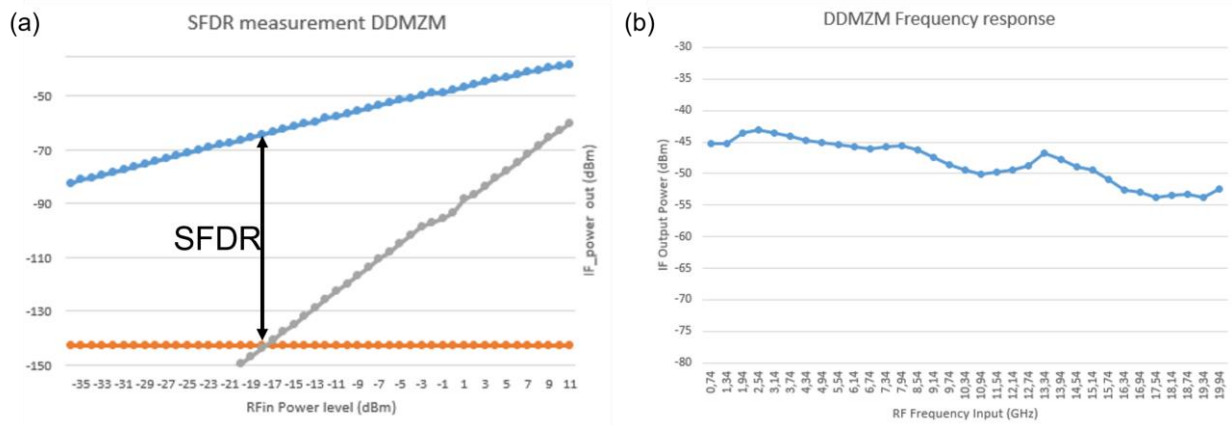 (a)
SFDR measurement DDMZM
-50
-70
-90
-110
-130
-150
SFDR
IF_power out (dBm)
-35 -33 -31 -29 -27 -25 -23 -21 -19 -17 -15 -13 -11 -9 -7 -5 -3 -1 1 3 5 7 9 11
RFin Power level (dBm)
(b)
DDMZM Frequency response
-30
-35
-40
-45
-50
-55
-60
-65
-70
-75
-80
IF Output Power (dBm)
0,74 1,34 1,94 2,54 3,14 3,74 4,34 4,94 5,54 6,14 6,74 7,34 7,94 8,54 9,14 9,74 10,34 10,94 11,54 12,14 12,74 13,34 13,94 14,54 15,14 15,74 16,34 16,94 17,54 18,14 18,74 19,34 19,94
RF Frequency Input (GHz)